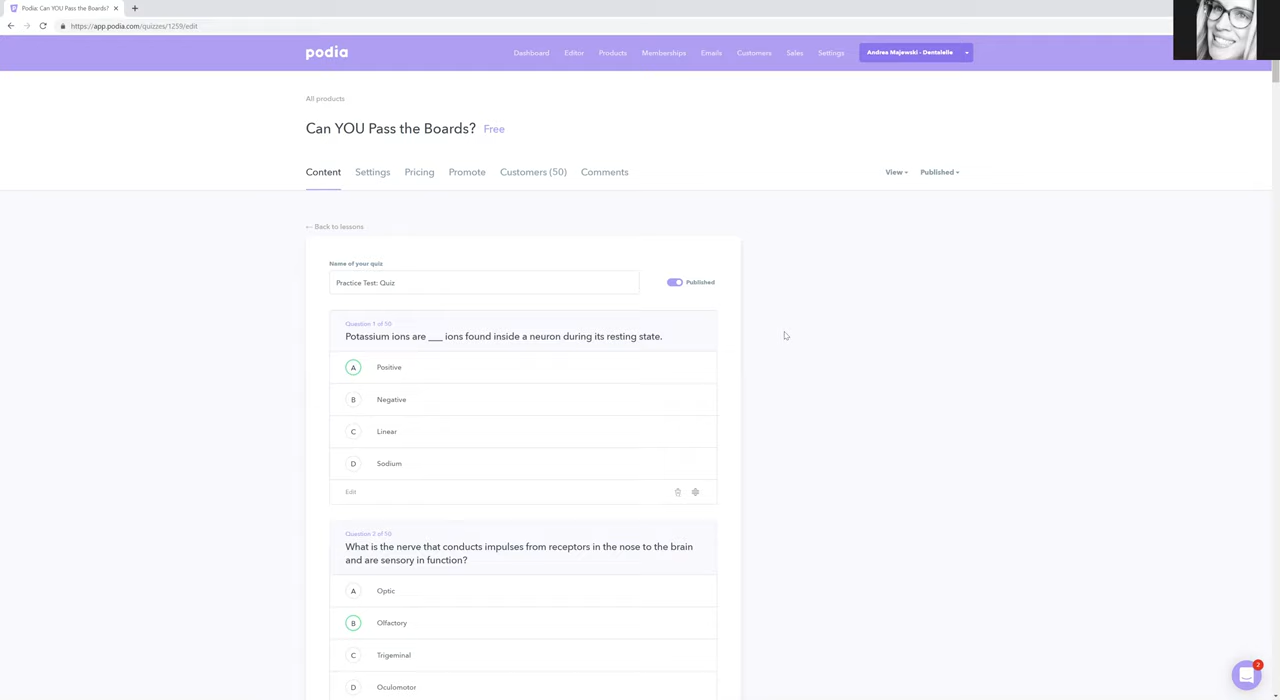 Podia: Can YOU Pass the Boards?
https://app.podia.com/quizzes/1259/edit
podia
Dashboard Editor Products Memberships Emails Customers Sales Settings Andrea Majewski - Dentalelle
All products
Can YOU Pass the Boards? Free
Content Settings Pricing Promote Customers (50) Comments View Published
← Back to lessons
Name of your quiz
Practice Test: Quiz Published
Question 1 of 10
Potassium ions are ___ ions found inside a neuron during its resting state.
A Positive
B Negative
C Linear
D Sodium
Edit
Question 2 of 10
What is the nerve that conducts impulses from receptors in the nose to the brain
and are sensory in function?
A Optic
B Olfactory
C Trigeminal
D Oculomotor
2